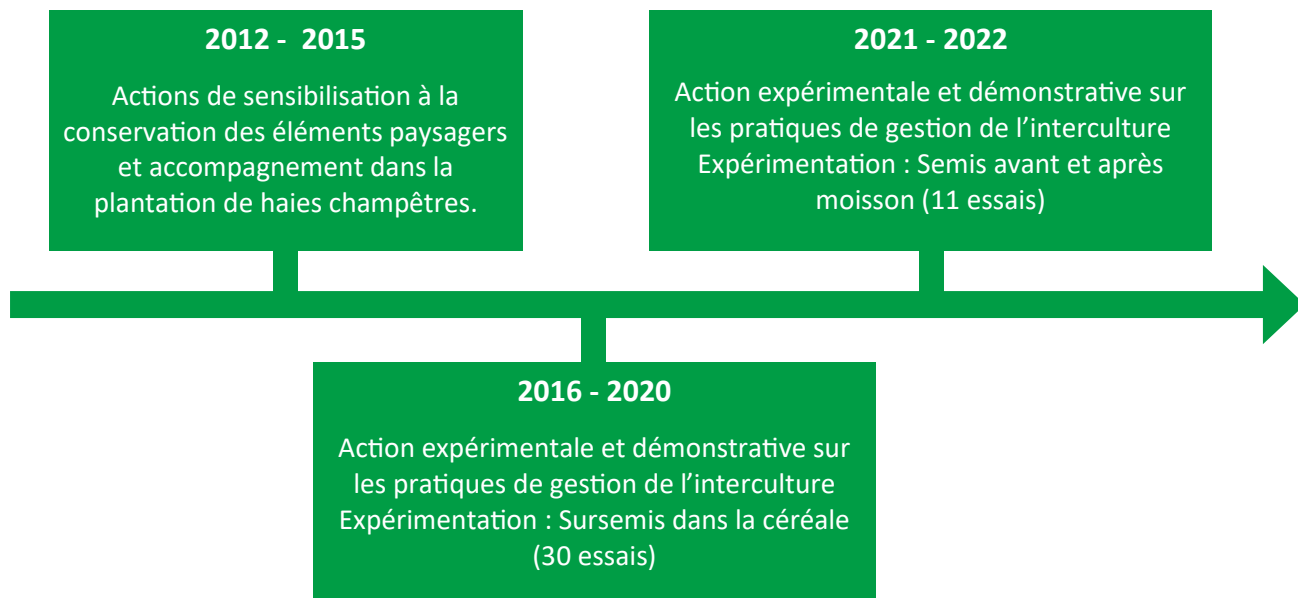 2012 -  2015
Actions de sensibilisation à la
conservation des éléments paysagers
et accompagnement dans la
plantation de haies champêtres.
2021 - 2022
Action expérimentale et démonstrative sur
les pratiques de gestion de l’interculture
Expérimentation : Semis avant et après
moisson (11 essais)
2016 - 2020
Action expérimentale et démonstrative sur
les pratiques de gestion de l’interculture
Expérimentation : Sursemis dans la céréale
(30 essais)